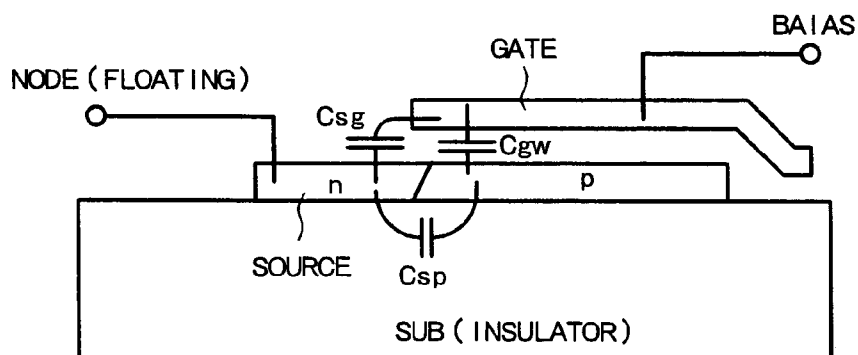 BAIAS
GATE
NODE (FLOATING)
Csg
Cgw
n
p
SOURCE
Csp
SUB (INSULATOR)